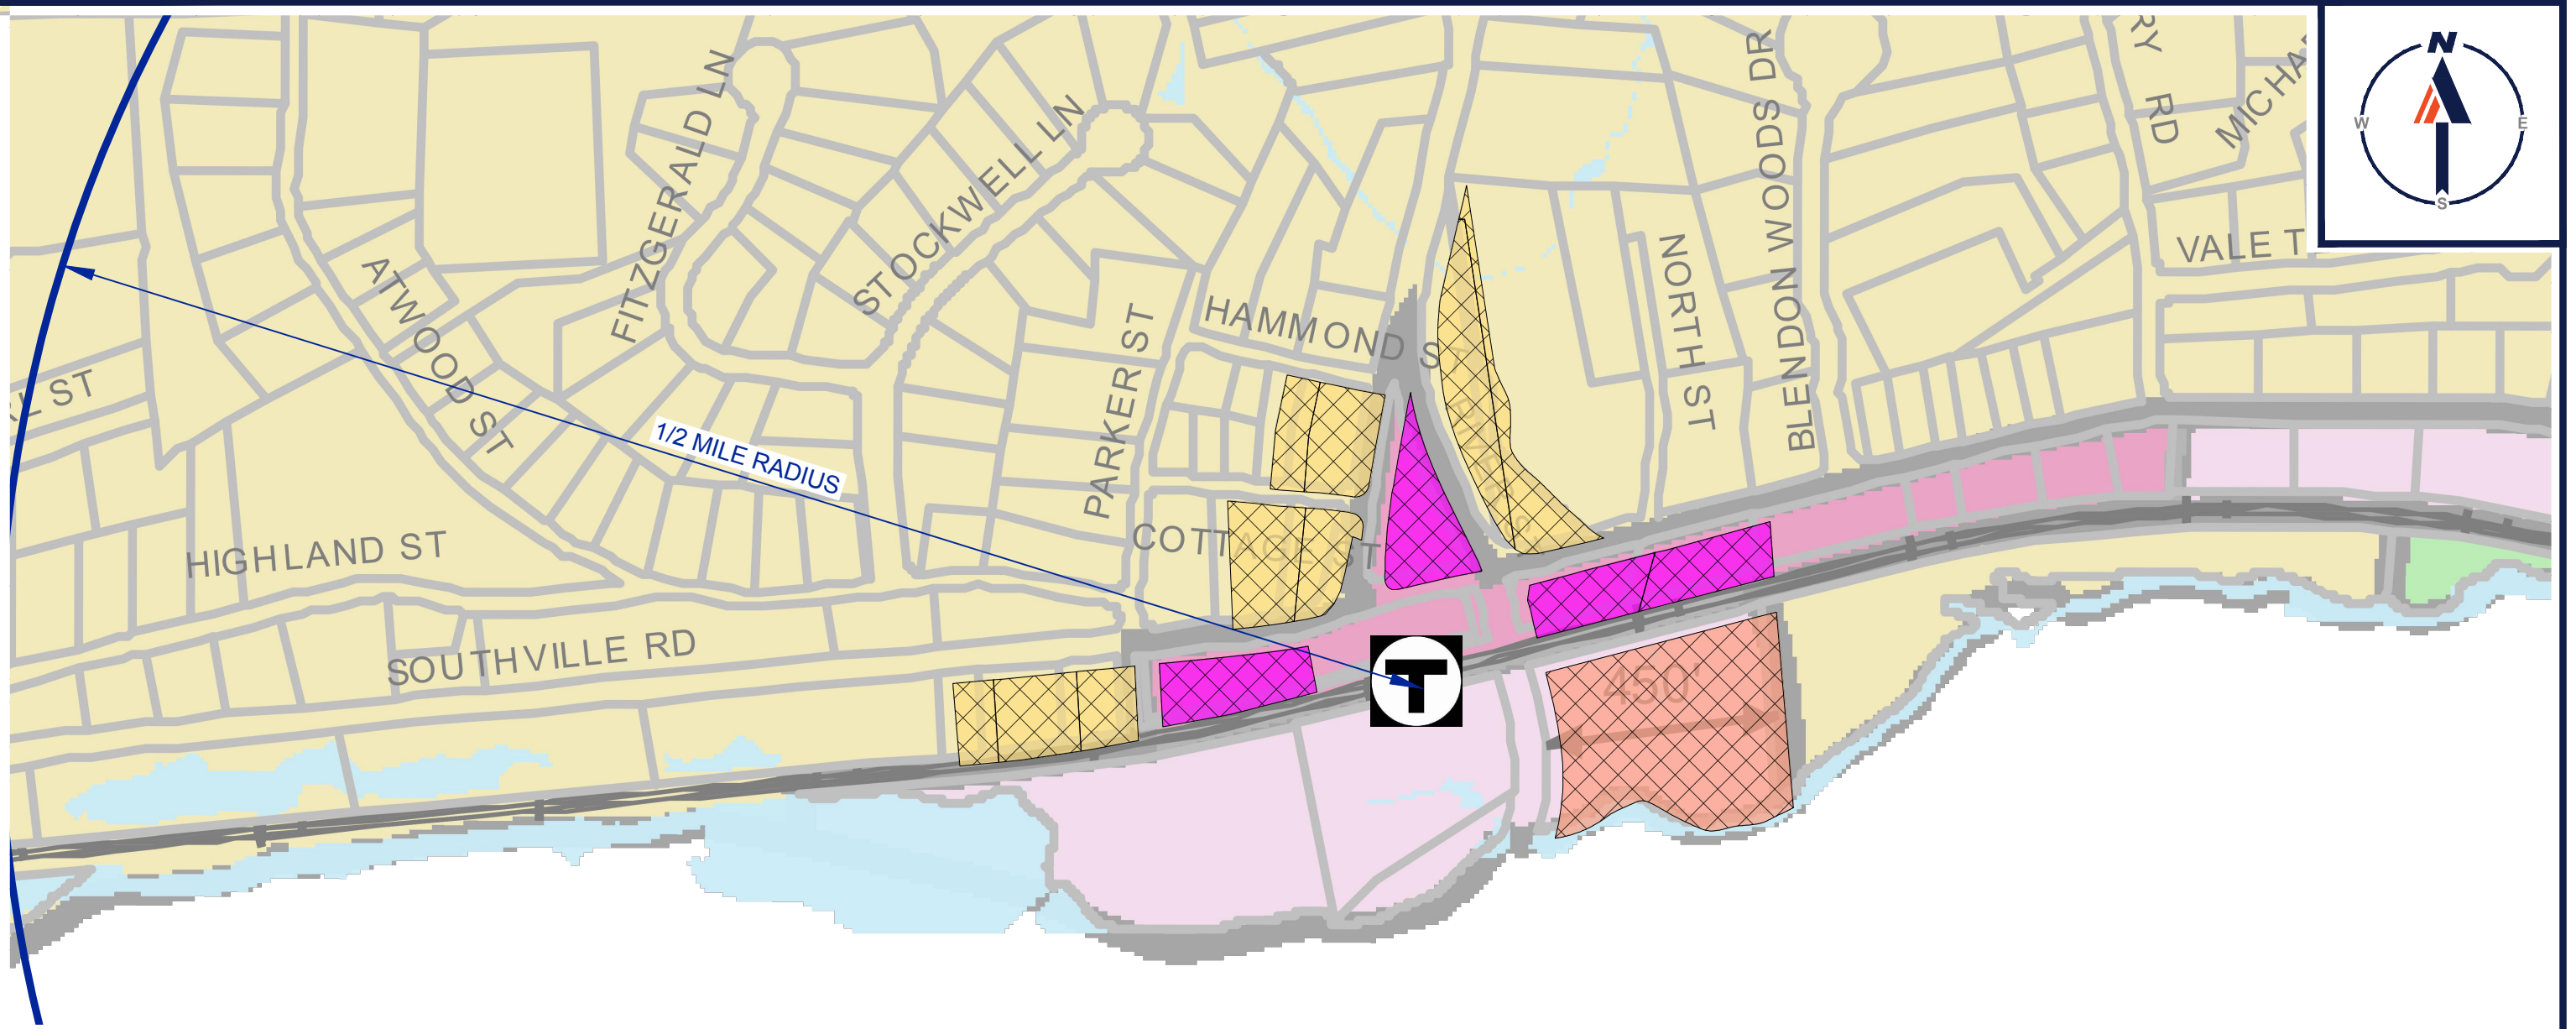 N
W
E
S
BLENDON WOODS DR
RD
VALE T
FITZGERALD LN
STOCKWELL LN
ATWOOD ST
PARKER ST
HAMMOND ST
NORTH ST
1/2 MILE RADIUS
HIGHLAND ST
COTTAGE ST
SOUTHVILLE RD
T
450'